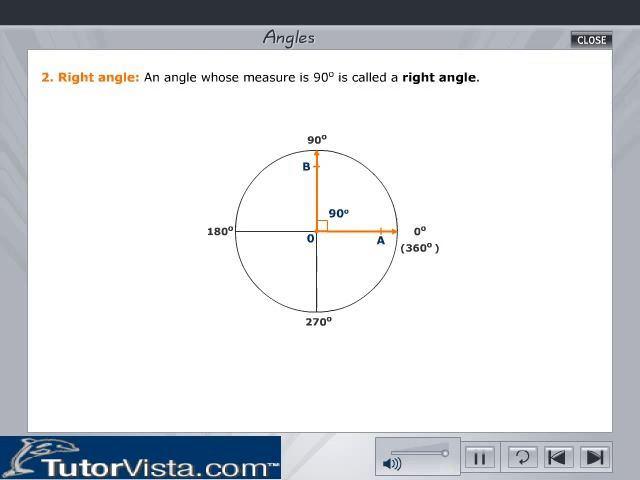 Angles
CLOSE
2. Right angle: An angle whose measure is 90° is called a right angle.
90°
B
90°
180°
0
A
0°
(360°)
270°
TutorVista.com™